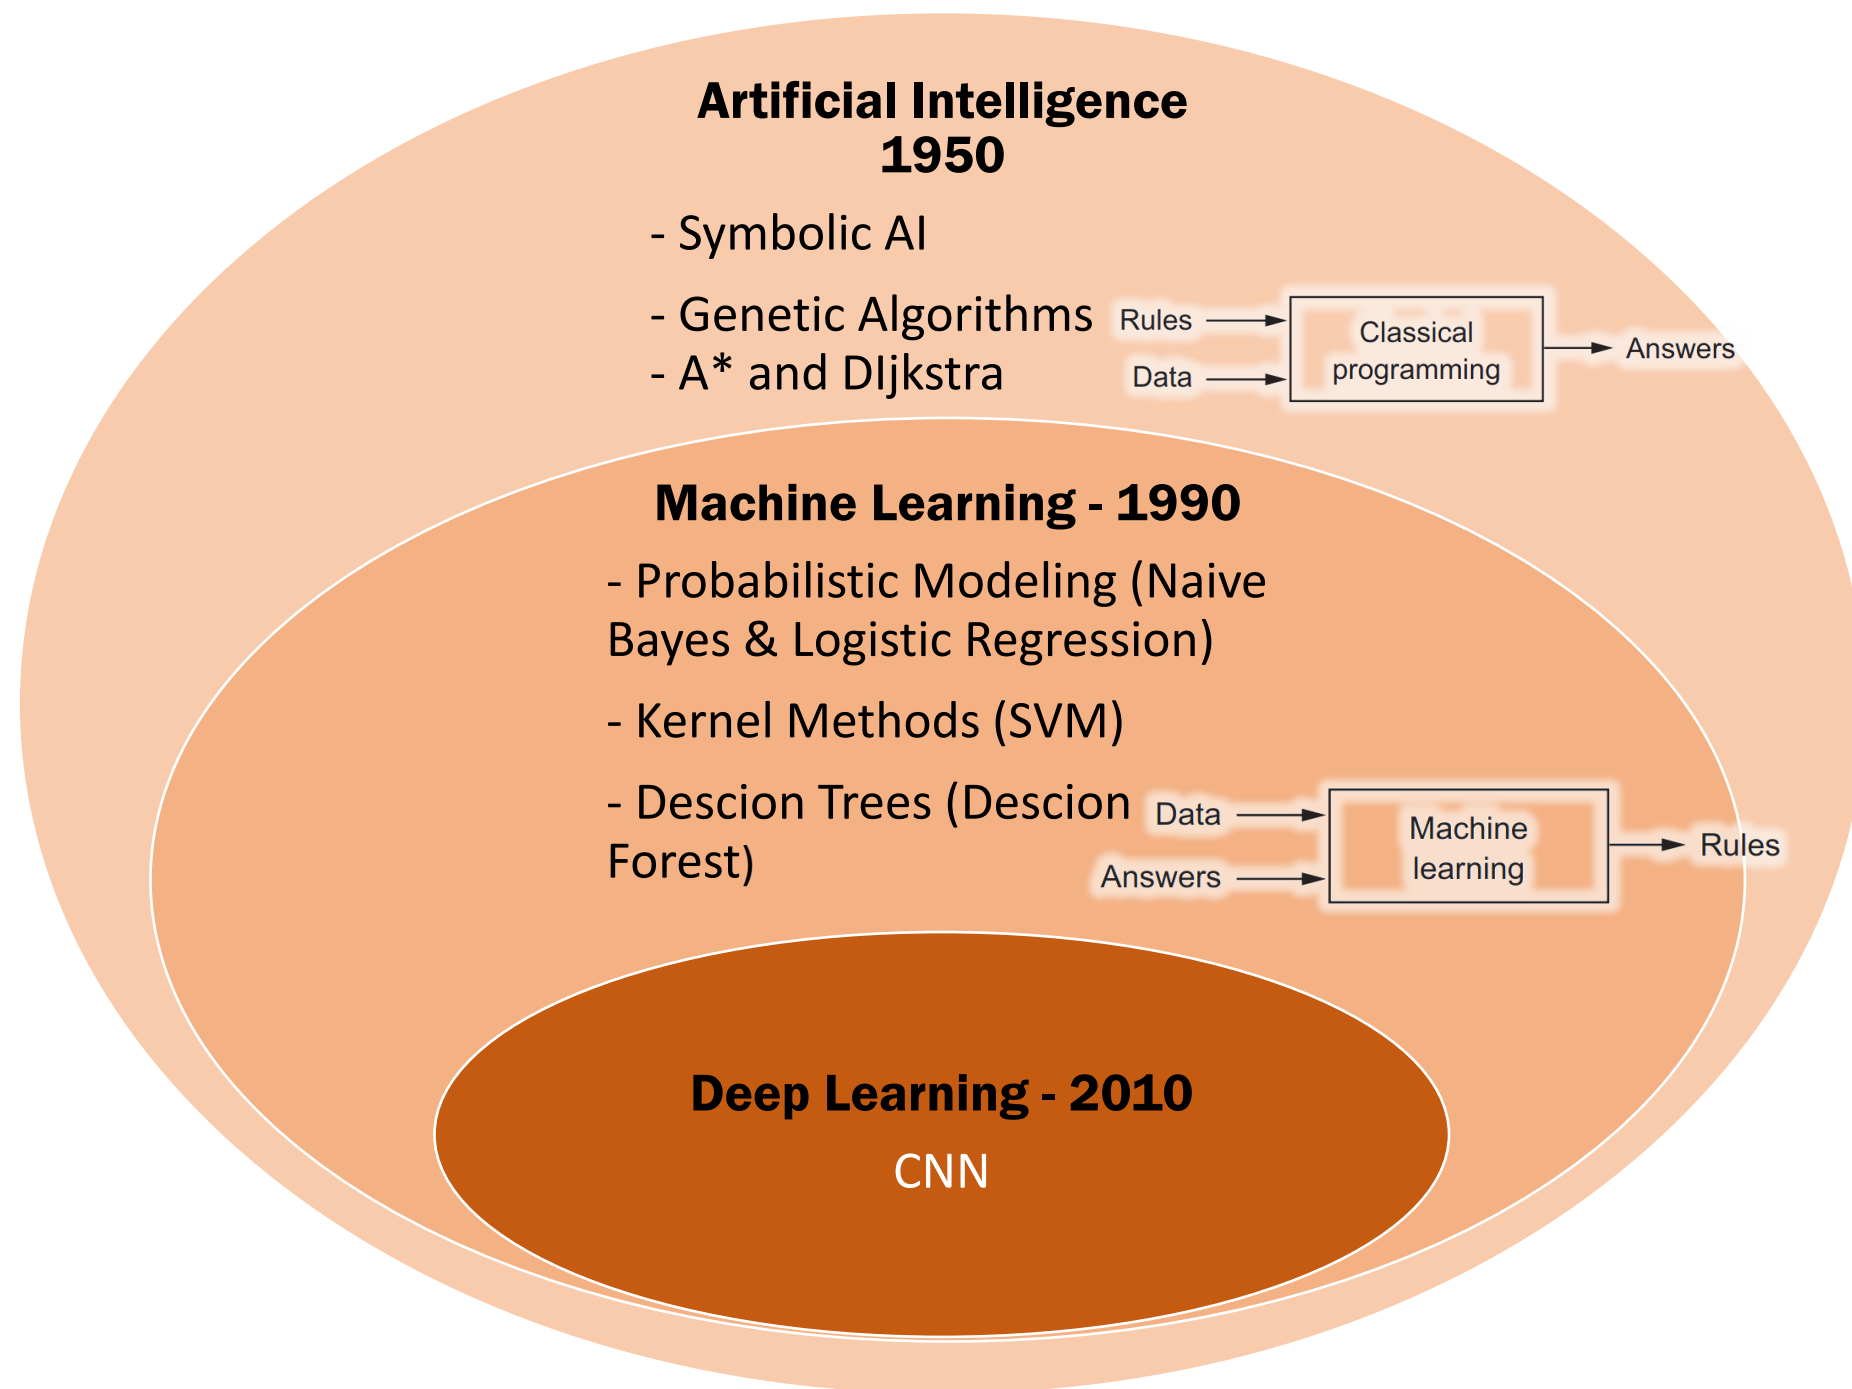 Artificial Intelligence
1950
- Symbolic AI
- Genetic Algorithms
- A* and DIjkstra
Rules
Data
Classical
programming
Answers
Machine Learning - 1990
- Probabilistic Modeling (Naive
Bayes & Logistic Regression)
- Kernel Methods (SVM)
- Descion Trees (Descion
Forest)
Data
Answers
Machine
learning
Rules
Deep Learning - 2010
CNN